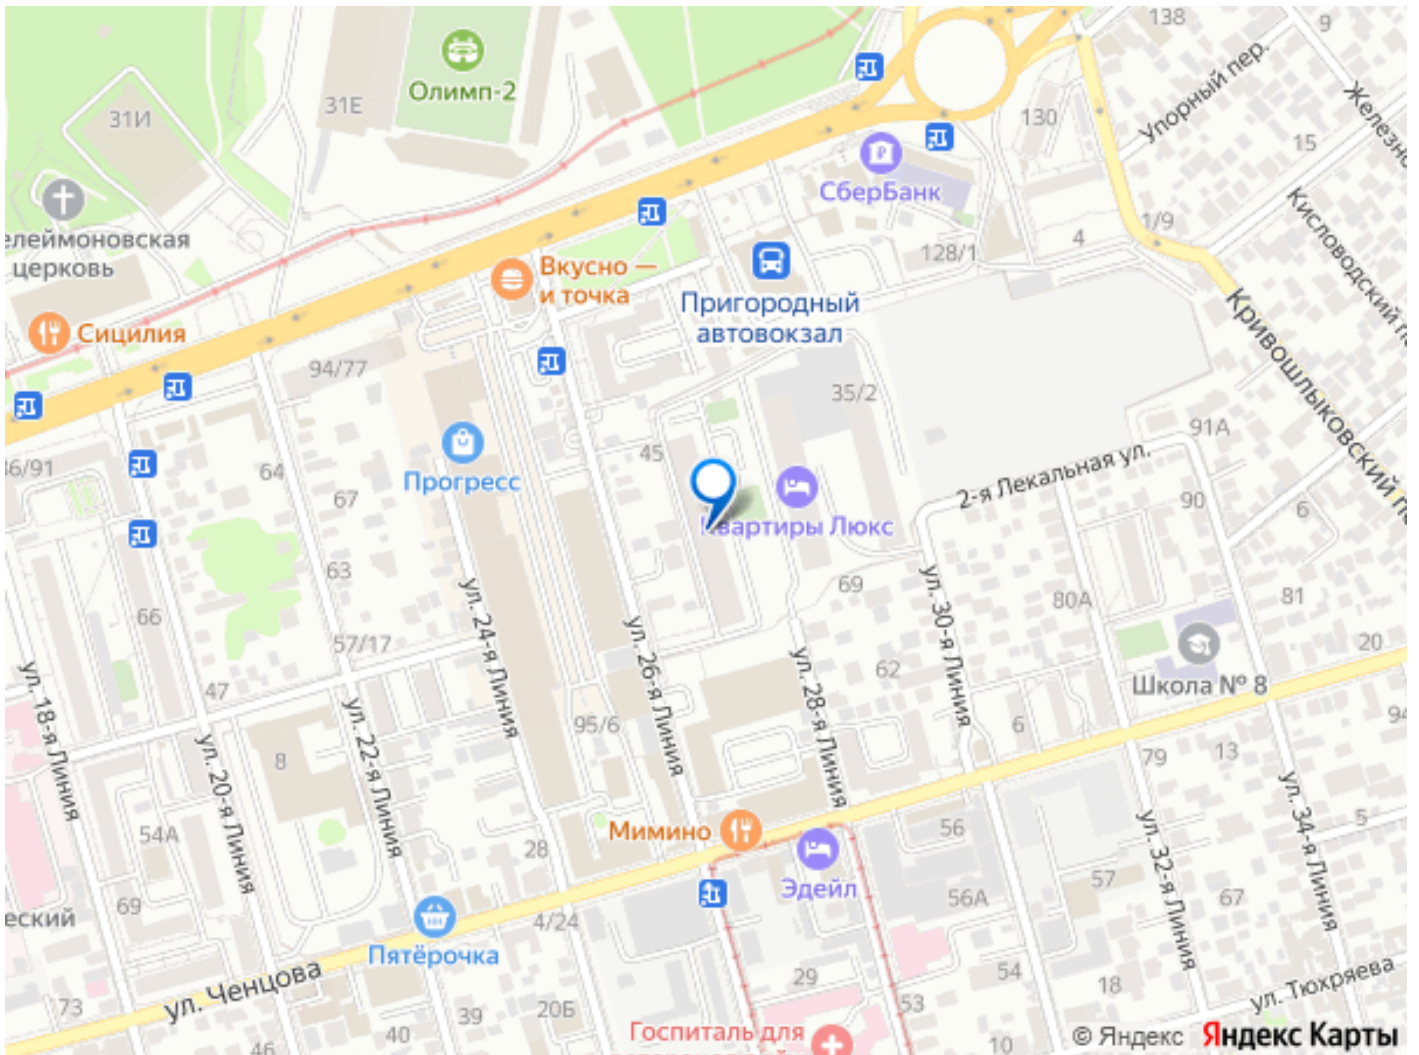 138
9
Упорный пер.
Олимп-2
31Е
31И
130
15
СберБанк
Железно
Кисловодский п
1/9
4
128/1
елеймоновская
церковь
Вкусно —
и точка
Пригородный
автовокзал
Сицилия
Кривошлыковский п
94/77
35/2
91А
45
36/91
64
67
Прогресс
2-я Лекальная ул.
90
6
Квартиры Люкс
63
66
69
80А
81
57/17
ул. 24-я Линия
ул. 26-я Линия
ул. 28-я Линия
ул. 30-я Линия
62
20
Школа № 8
47
ул. 18-я Линия
ул. 20-я Линия
ул. 22-я Линия
8
95/6
6
94
79
13
54А
Мимино
56
5
28
ул. 32-я Линия
ул. 34-я Линия
Эдейл
56А
57
67
69
еский
4/24
Пятёрочка
ул. Ченцова
29
54
18
ул. Тюхряева
73
40
39
20Б
53
46
Госпиталь для
10
© Яндекс Яндекс Карты